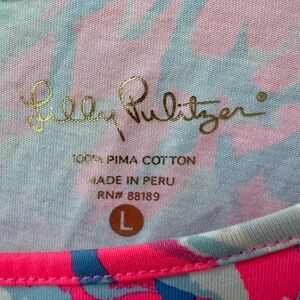 Lilly Pulitzer®
100% PIMA COTTON
MADE IN PERU
RN# 88189
L